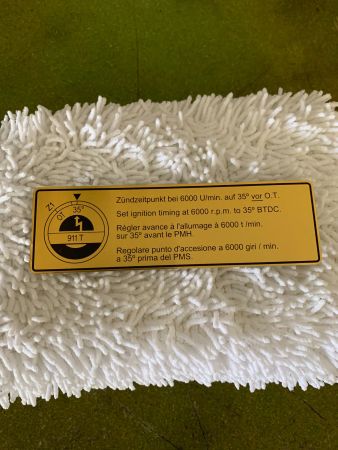 Z1
OT
35°
911 T
Zündzeitpunkt bei 6000 U/min. auf 35° vor O.T.
Set ignition timing at 6000 r.p.m. to 35° BTDC.
Règler avance à l'allumage à 6000 t /min.
sur 35° avant le PMH.
Regolare punto d'accesione a 6000 giri / min.
a 35° prima del PMS.